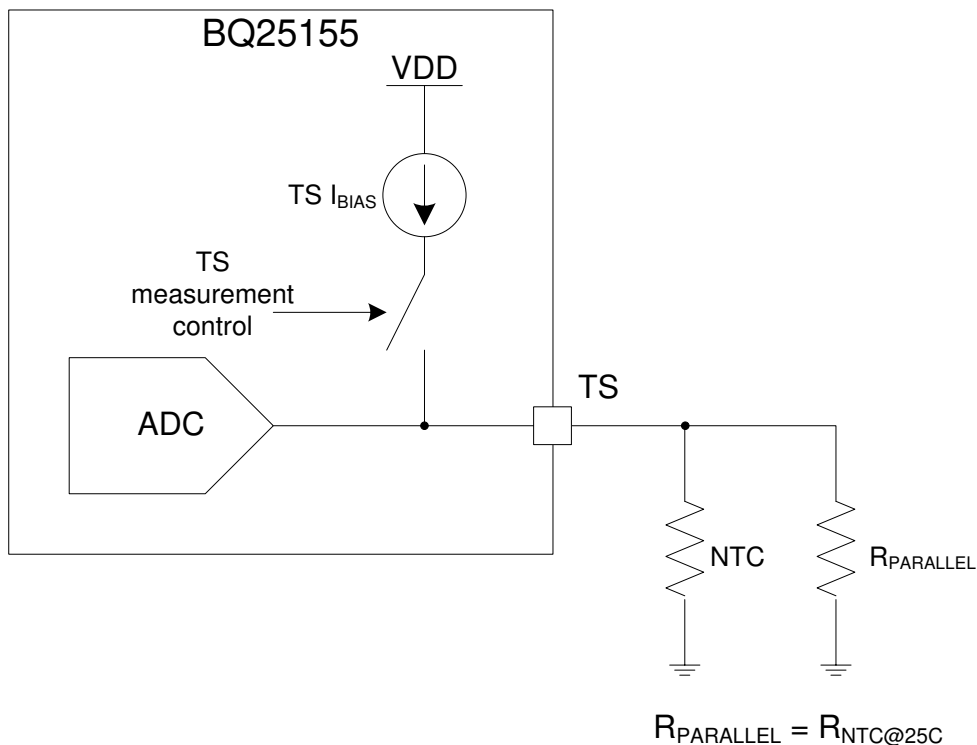 BQ25155
VDD
TS IBIAS
TS
measurement
control
TS
ADC
NTC
RPARALLEL
RPARALLEL = RNTC@25C